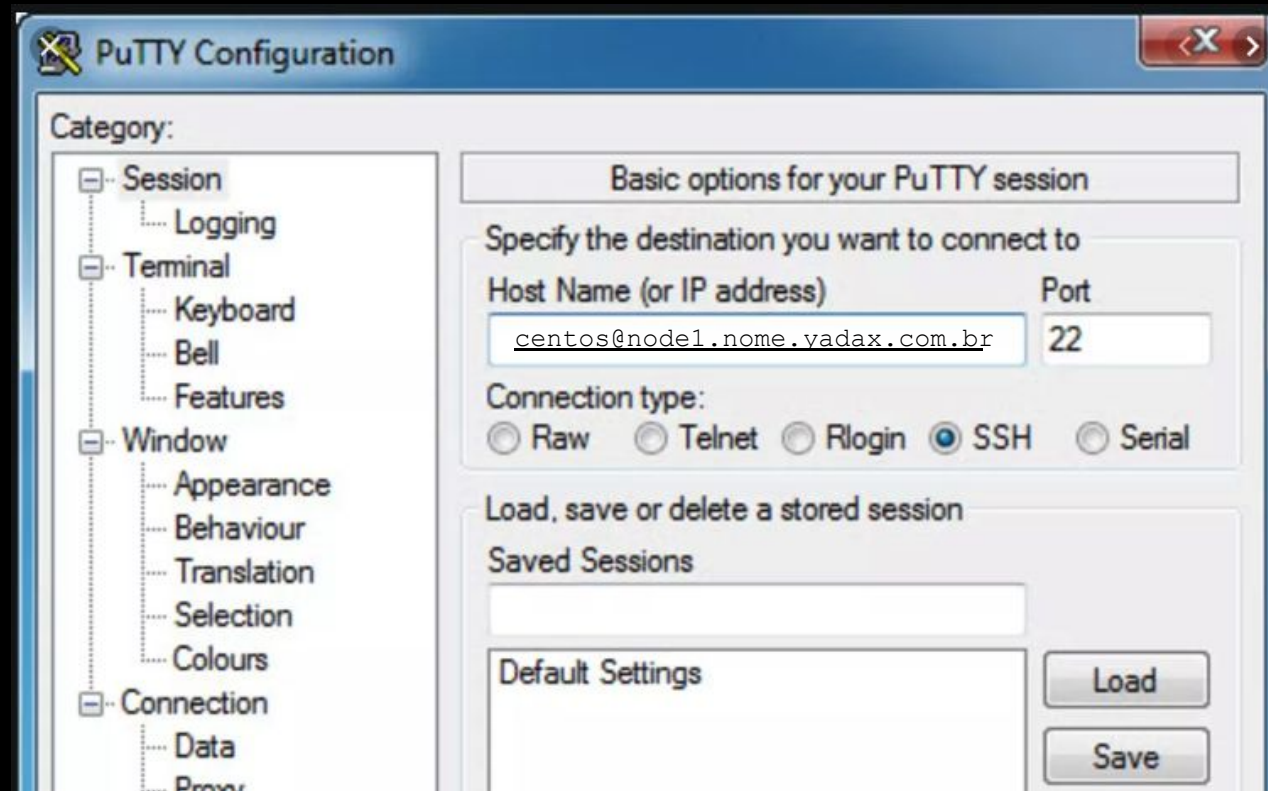 PuTTY Configuration
Category:
Session
Logging
Terminal
Keyboard
Bell
Features
Window
Appearance
Behaviour
Translation
Selection
Colours
Connection
Data
Proxy
Basic options for your PuTTY session
Specify the destination you want to connect to
Host Name (or IP address) Port
centos@node1.nome.yadax.com.br 22
Connection type:
Raw Telnet Rlogin SSH Serial
Load, save or delete a stored session
Saved Sessions
Default Settings
Load
Save